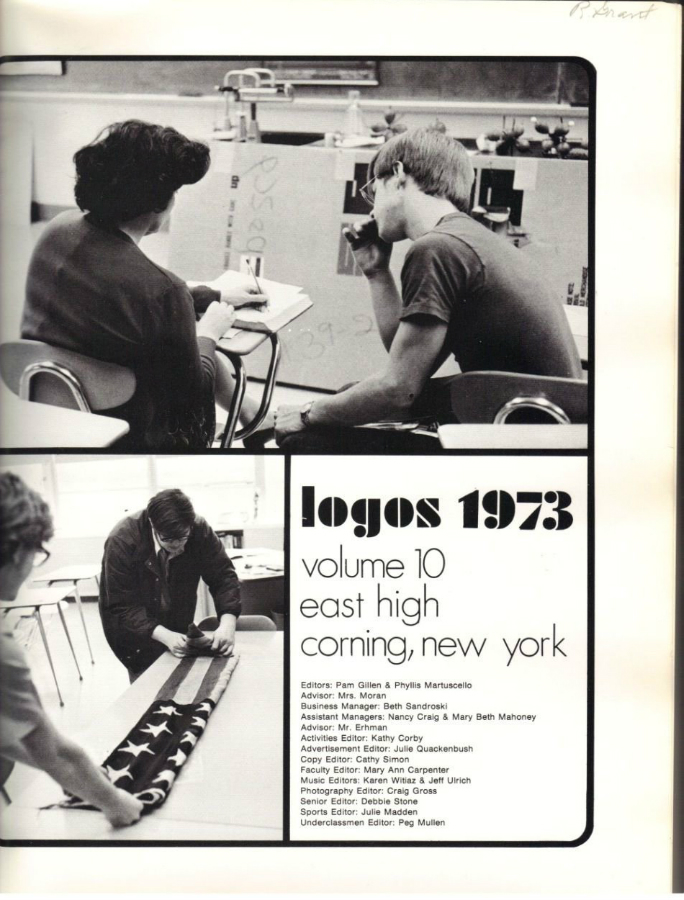 logos 1973
volume 10
east high
corning, new york
Editors: Pam Gillen & Phyllis Martuscello
Advisor: Mrs. Moran
Business Manager: Beth Sandroski
Assistant Managers: Nancy Craig & Mary Beth Mahoney
Advisor: Mr. Erhman
Activities Editor: Kathy Corby
Advertisement Editor: Julie Quackenbush
Copy Editor: Cathy Simon
Faculty Editor: Mary Ann Carpenter
Music Editors: Karen Witiaz & Jeff Ulrich
Photography Editor: Craig Gross
Senior Editor: Debbie Stone
Sports Editor: Julie Madden
Underclassmen Editor: Peg Mullen